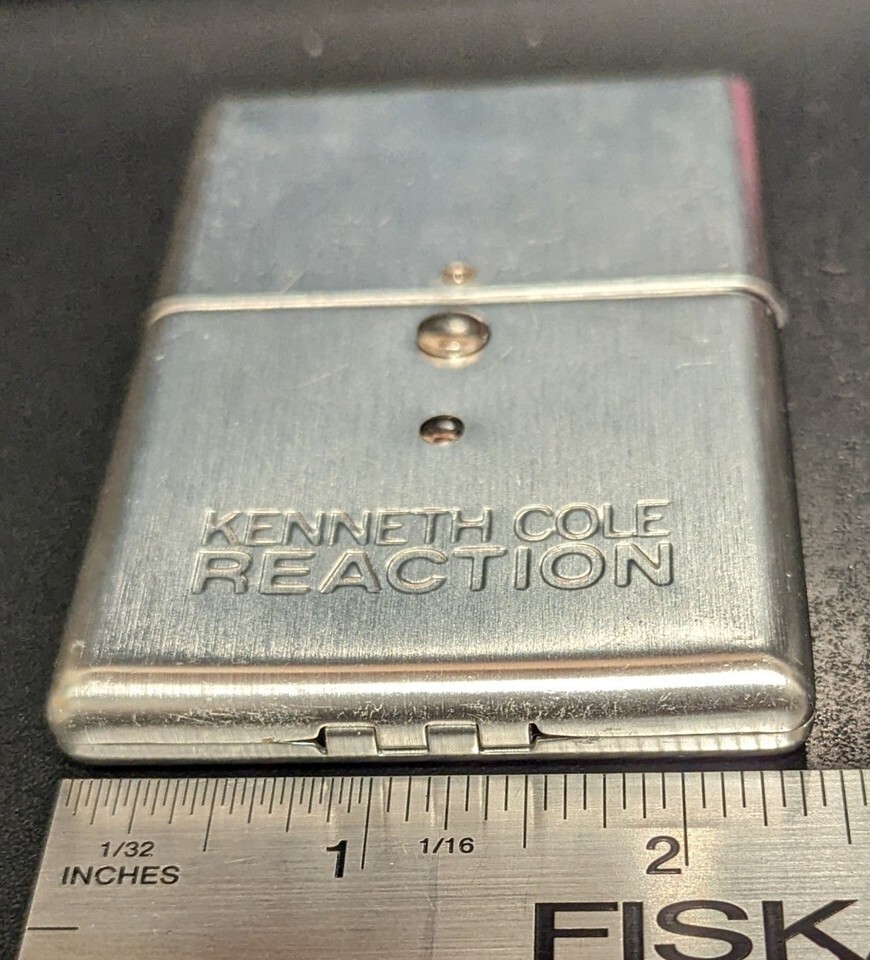 KENNETH COLE
REACTION
1/32
INCHES
1
1/16
2
FISK